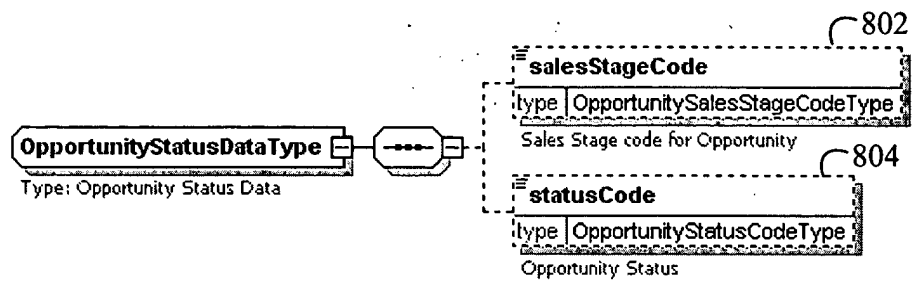 802
salesStageCode
type OpportunitySalesStageCodeType
Sales Stage code for Opportunity
OpportunityStatusDataType
Type: Opportunity Status Data
804
statusCode
type OpportunityStatusCodeType
Opportunity Status